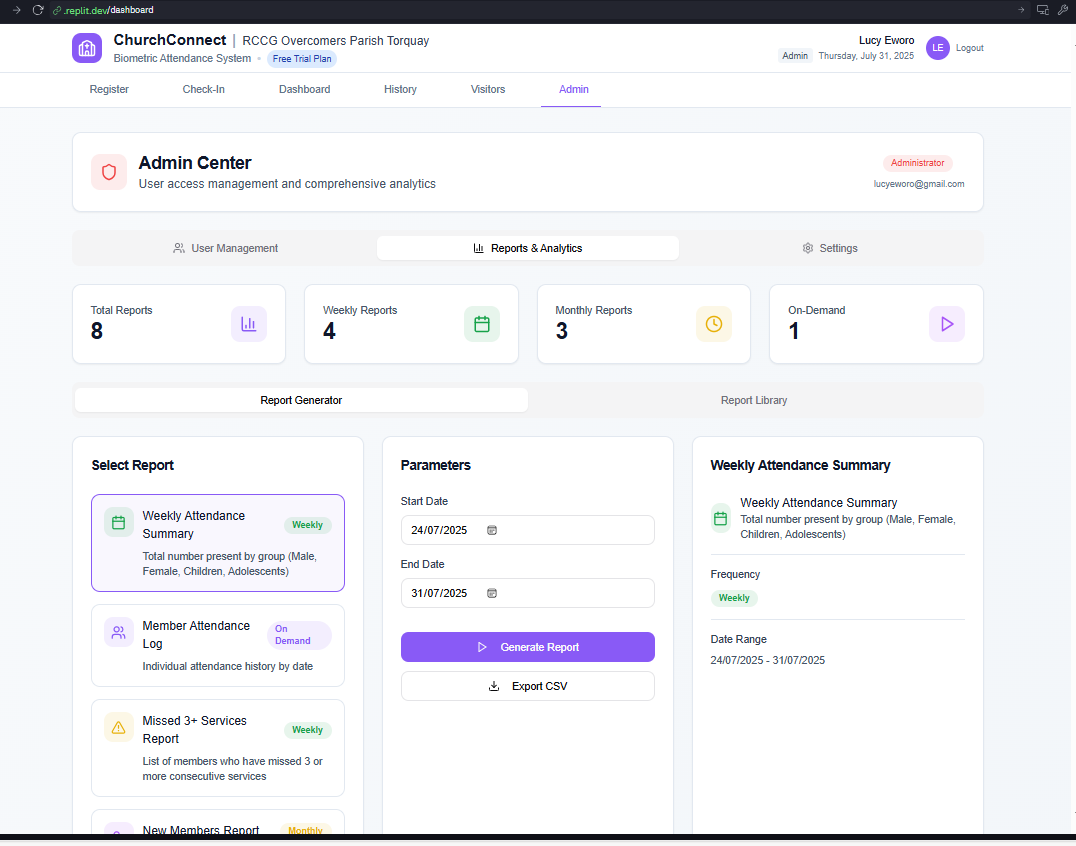 .replit.dev/dashboard
ChurchConnect | RCCG Overcomers Parish Torquay
Biometric Attendance System • Free Trial Plan
Lucy Eworo
Admin Thursday, July 31, 2025
LE
Logout
Register Check-In Dashboard History Visitors Admin
Admin Center
User access management and comprehensive analytics
Administrator
lucyeworo@gmail.com
User Management Reports & Analytics Settings
Total Reports
8
Weekly Reports
4
Monthly Reports
3
On-Demand
1
Report Generator Report Library
Select Report
Weekly Attendance
Summary
Weekly
Total number present by group (Male,
Female, Children, Adolescents)
Member Attendance
Log
On
Demand
Individual attendance history by date
Missed 3+ Services
Report
Weekly
List of members who have missed 3 or
more consecutive services
New Members Report
Monthly
Parameters
Start Date
24/07/2025
End Date
31/07/2025
Generate Report
Export CSV
Weekly Attendance Summary
Weekly Attendance Summary
Total number present by group (Male, Female,
Children, Adolescents)
Frequency
Weekly
Date Range
24/07/2025 - 31/07/2025